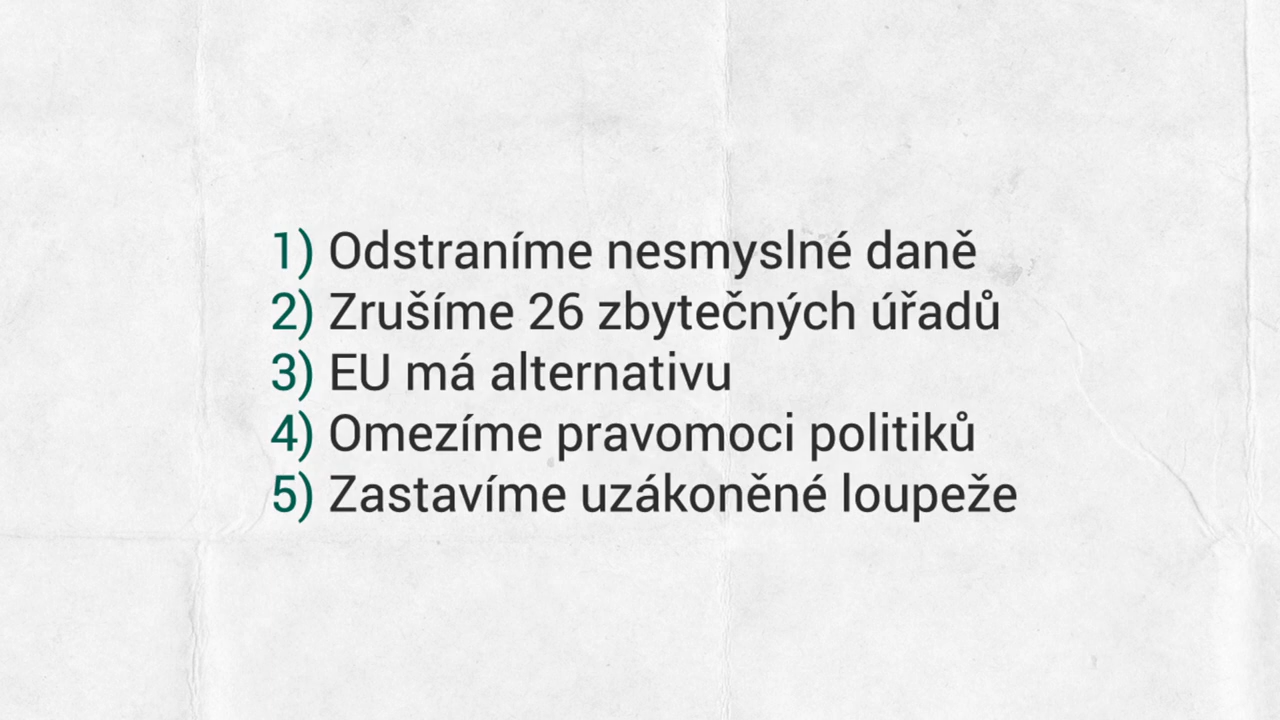 1) Odstraníme nesmyslné daně
2) Zrušíme 26 zbytečných úřadů
3) EU má alternativu
4) Omezíme pravomoci politiků
5) Zastavíme uzákoněné loupeže